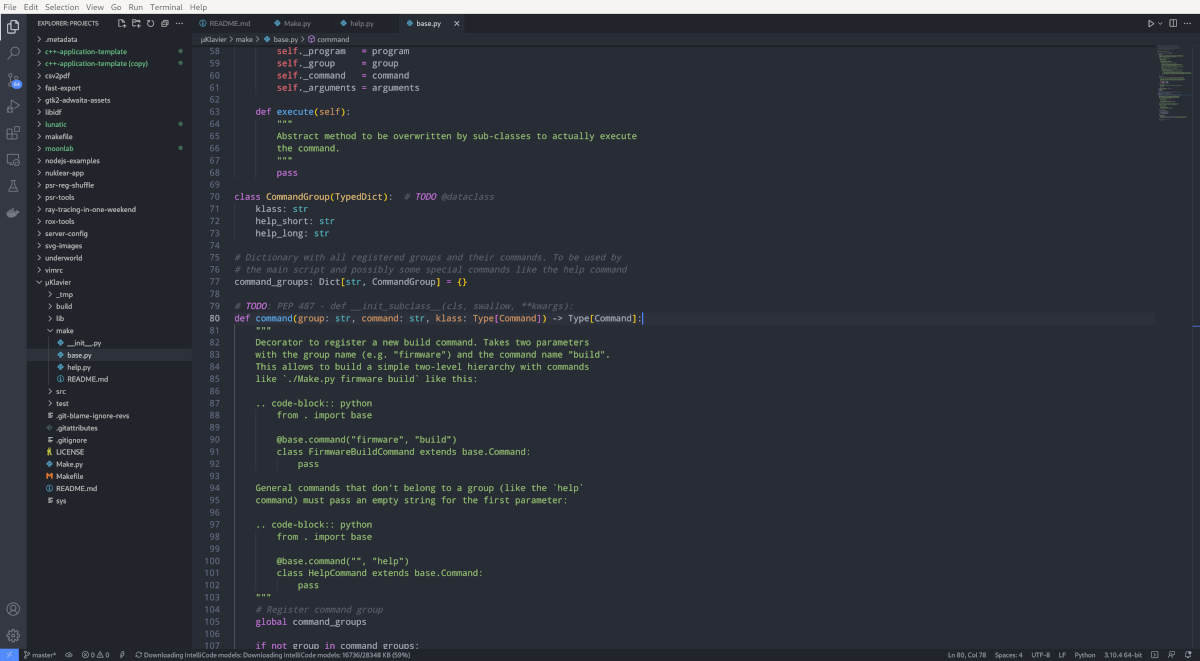 File Edit Selection View Go Run Terminal Help
EXPLORER: PROJECTS
README.md Make.py help.py base.py
μKlavier > make > base.py > command
.metadata
c++-application-template
c++-application-template (copy)
csv2pdf
fast-export
gtk2-adwaita-assets
libidf
lunatic
makefile
moonlab
nodejs-examples
nuklear-app
psr-reg-shuffle
psr-tools
ray-tracing-in-one-weekend
rox-tools
server-config
svg-images
underworld
vimrc
μKlavier
_tmp
build
lib
make
__init__.py
base.py
help.py
README.md
src
test
.git-blame-ignore-revs
.gitattributes
.gitignore
LICENSE
Make.py
Makefile
README.md
sys
58 self._program = program
59 self._group = group
60 self._command = command
61 self._arguments = arguments
62
63 def execute(self):
64 """
65 Abstract method to be overwritten by sub-classes to actually execute
66 the command.
67 """
68 pass
69
70 class CommandGroup(TypedDict): # TODO @dataclass
71 klass: str
72 help_short: str
73 help_long: str
74
75 # Dictionary with all registered groups and their commands. To be used by
76 # the main script and possibly some special commands like the help command
77 command_groups: Dict[str, CommandGroup] = {}
78
79 # TODO: PEP 487 - def __init_subclass__(cls, swallow, **kwargs):
80 def command(group: str, command: str, klass: Type[Command]) -> Type[Command]:
81 """
82 Decorator to register a new build command. Takes two parameters
83 with the group name (e.g. "firmware") and the command name "build".
84 This allows to build a simple two-level hierarchy with commands
85 like `./Make.py firmware build` like this:
86
87 .. code-block:: python
88 from . import base
89
90 @base.command("firmware", "build")
91 class FirmwareBuildCommand extends base.Command:
92 pass
93
94 General commands that don't belong to a group (like the `help`
95 command) must pass an empty string for the first parameter:
96
97 .. code-block:: python
98 from . import base
99
100 @base.command("", "help")
101 class HelpCommand extends base.Command:
102 pass
103 """
104 # Register command group
105 global command_groups
106
107 if not group in command_groups:
master* 0 0 Downloading IntelliCode models: Downloading IntelliCode models: 16736/28348 KB (59%) Ln 80, Col 78 Spaces: 4 UTF-8 LF Python 3.10.4 64-bit